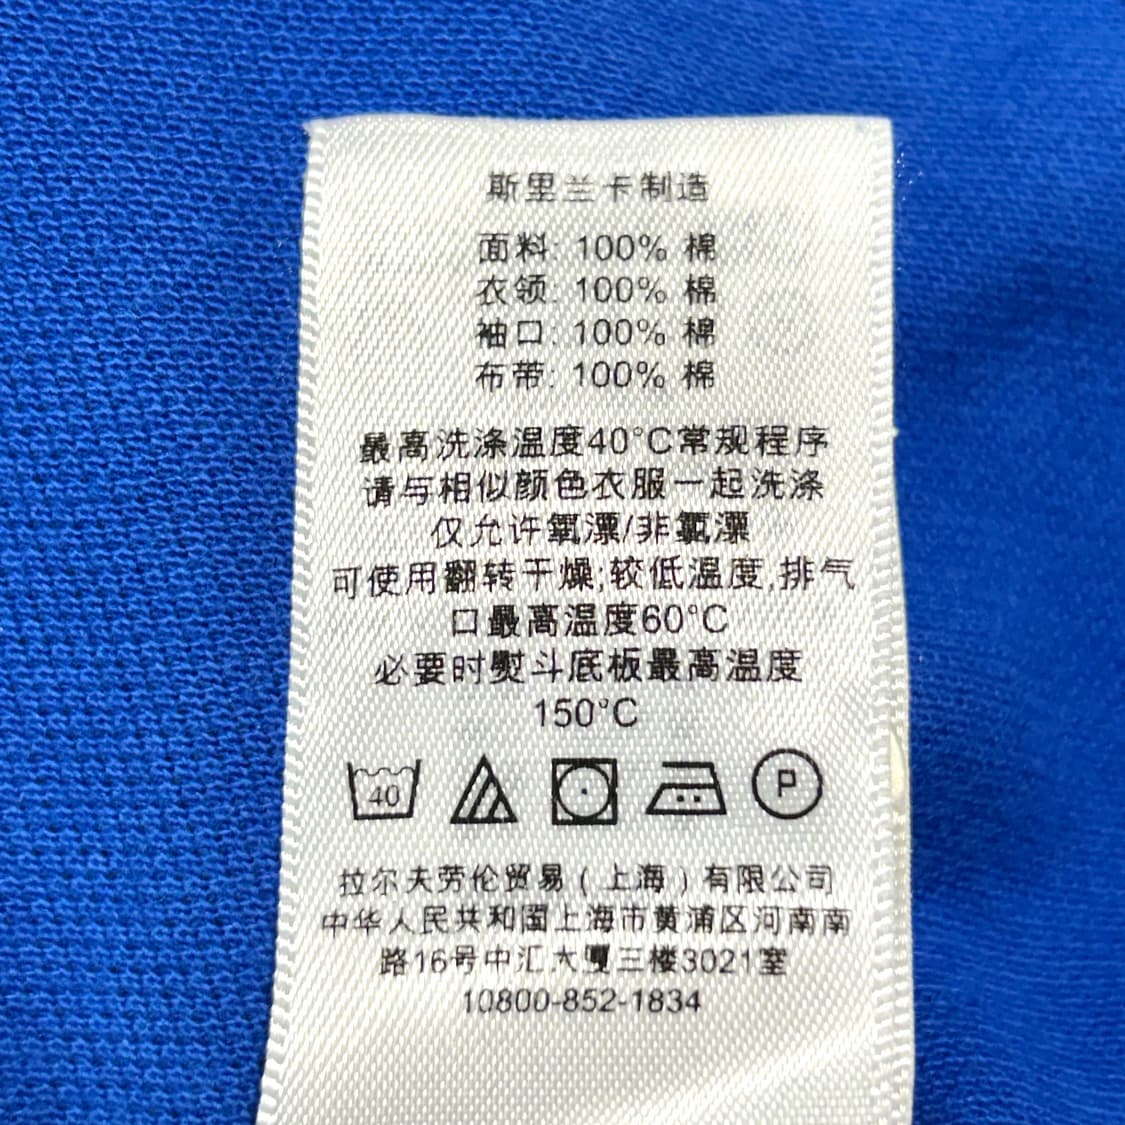 斯里兰卡制造
面料: 100% 棉
衣领: 100% 棉
袖口: 100% 棉
布带: 100% 棉
最高洗涤温度40°C常规程序
请与相似颜色衣服一起洗涤
仅允许氧漂/非氯漂
可使用翻转干燥;较低温度,排气
口最高温度60°C
必要时熨斗底板最高温度
150°C
40
P
拉尔夫劳伦贸易(上海)有限公司
中华人民共和国上海市黄浦区河南南
路16号中汇大厦三楼3021室
10800-852-1834